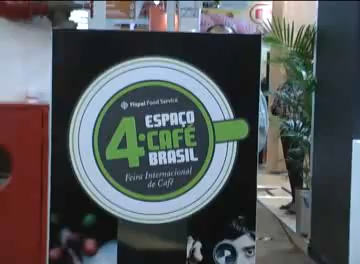 Fispal Food Service
ESPAÇO
4º CAFÉ
BRASIL
Feira Internacional
de Café